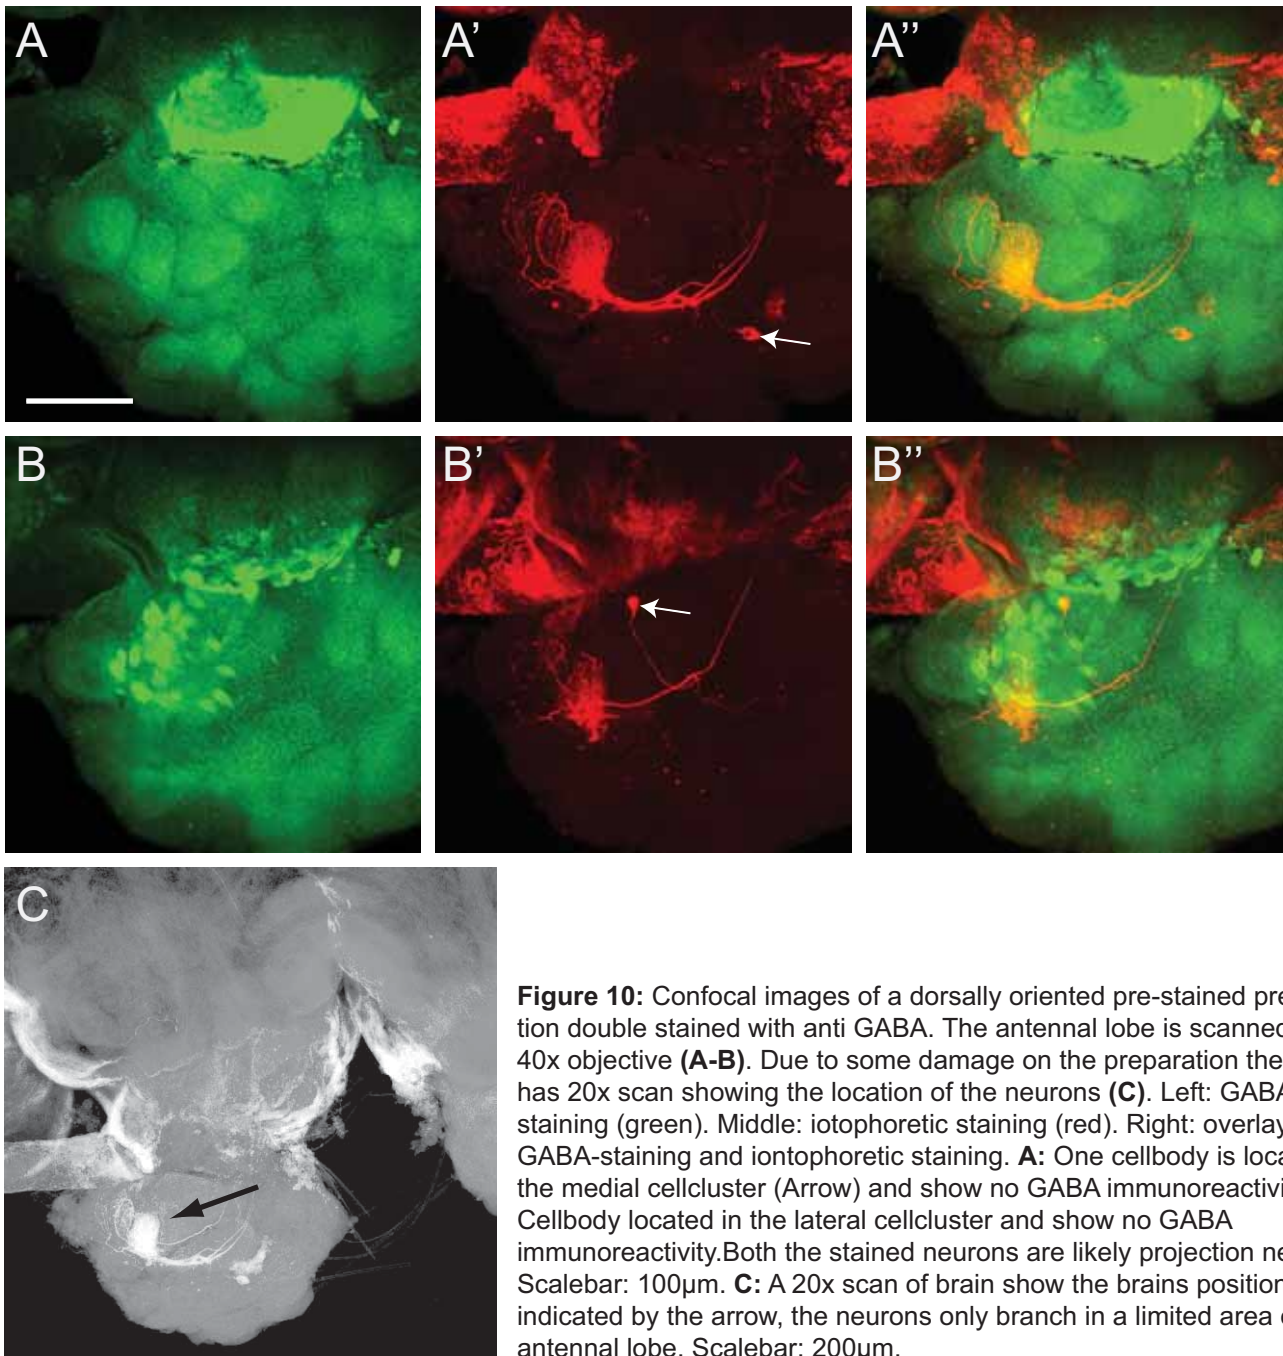 A
A’
A’’
B
B’
B’’
C
Figure 10: Confocal images of a dorsally oriented pre-stained pre
tion double stained with anti GABA. The antennal lobe is scanned
40x objective (A-B). Due to some damage on the preparation the
has 20x scan showing the location of the neurons (C). Left: GABA
staining (green). Middle: iotophoretic staining (red). Right: overlay
GABA-staining and iontophoretic staining. A: One cellbody is loca
the medial cellcluster (Arrow) and show no GABA immunoreactivi
Cellbody located in the lateral cellcluster and show no GABA
immunoreactivity.Both the stained neurons are likely projection ne
Scalebar: 100µm. C: A 20x scan of brain show the brains position
indicated by the arrow, the neurons only branch in a limited area
antennal lobe. Scalebar: 200µm.